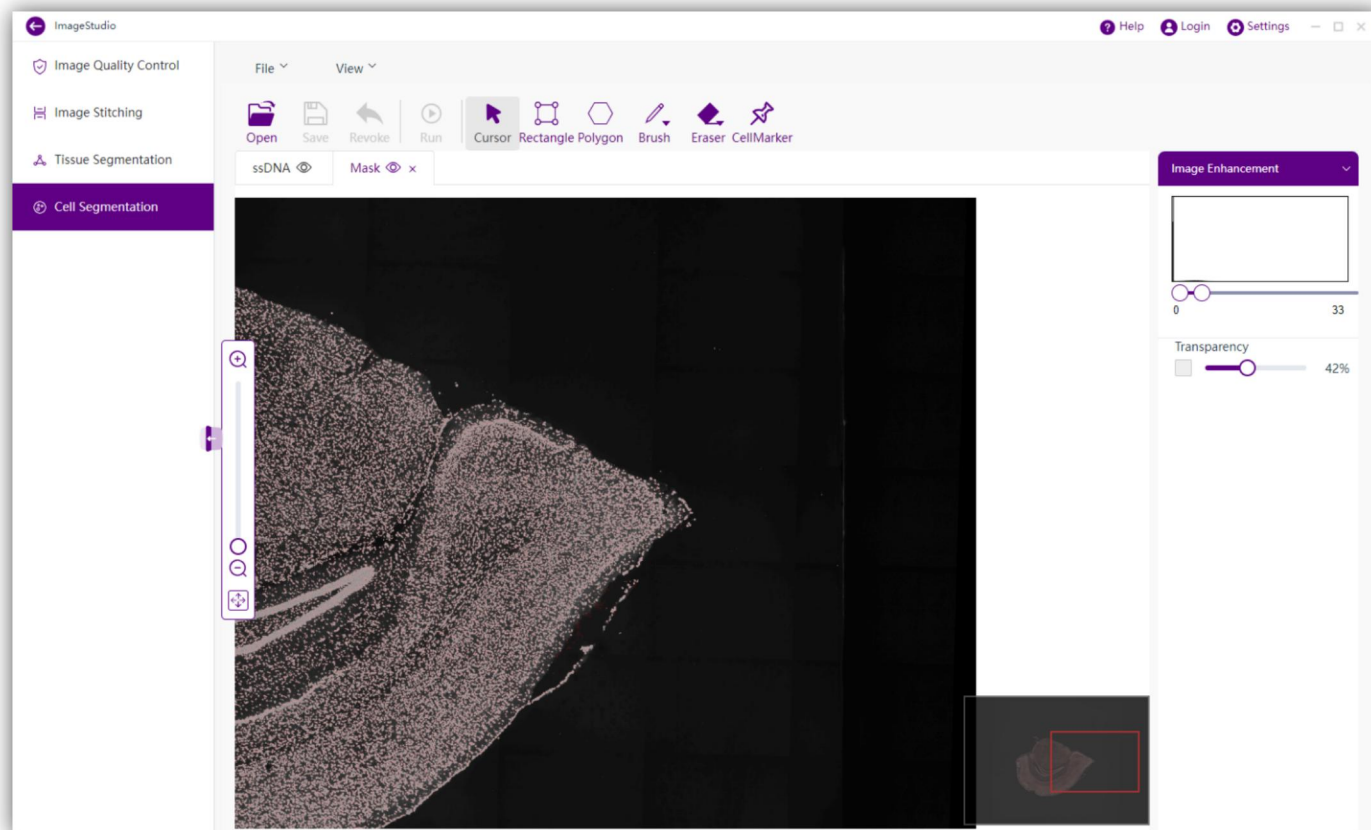 ImageStudio
Help Login Settings
Image Quality Control
Image Stitching
Tissue Segmentation
Cell Segmentation
File View
Open Save Revoke Run Cursor Rectangle Polygon Brush Eraser CellMarker
ssDNA Mask
Image Enhancement
0 33
Transparency
42%